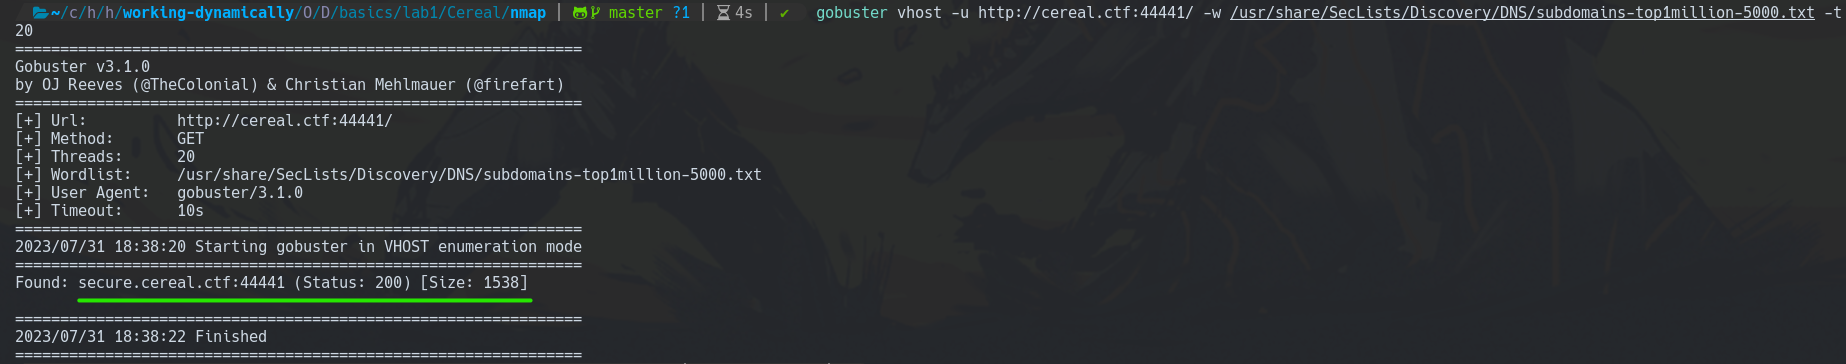 ~/c/h/h/working-dynamically/O/D/basics/lab1/Cereal/nmap | master ?1 | 4s | ✔ gobuster vhost -u http://cereal.ctf:44441/ -w /usr/share/SecLists/Discovery/DNS/subdomains-top1million-5000.txt -t
20
===============================================================
Gobuster v3.1.0
by OJ Reeves (@TheColonial) & Christian Mehlmauer (@firefart)
===============================================================
[+] Url:          http://cereal.ctf:44441/
[+] Method:       GET
[+] Threads:      20
[+] Wordlist:     /usr/share/SecLists/Discovery/DNS/subdomains-top1million-5000.txt
[+] User Agent:   gobuster/3.1.0
[+] Timeout:      10s
===============================================================
2023/07/31 18:38:20 Starting gobuster in VHOST enumeration mode
===============================================================
Found: secure.cereal.ctf:44441 (Status: 200) [Size: 1538]
===============================================================
2023/07/31 18:38:22 Finished
===============================================================